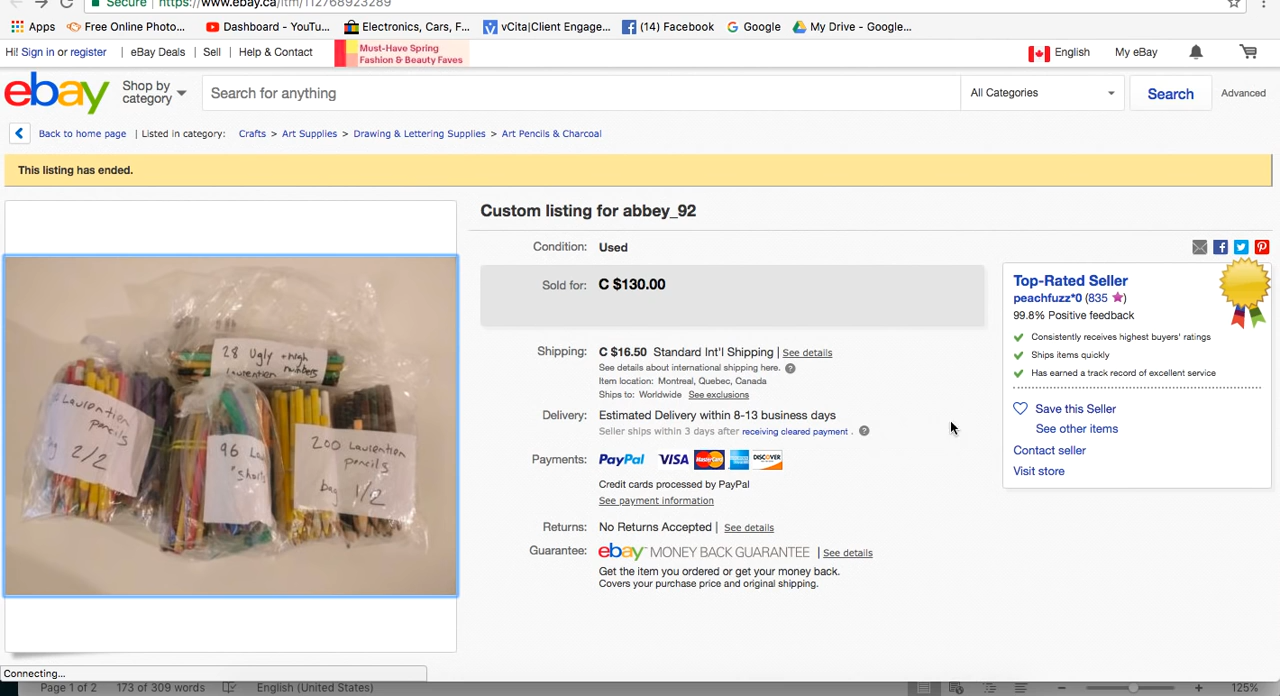 Secure https://www.ebay.ca/itm/112768923289
Apps Free Online Photo... Dashboard - YouTu... Electronics, Cars, F... vCita|Client Engage... (14) Facebook Google My Drive - Google...
Hi! Sign in or register | eBay Deals | Sell | Help & Contact
Must-Have Spring
Fashion & Beauty Faves
English My eBay
ebay
Shop by
category
Search for anything
All Categories
Search
Advanced
Back to home page | Listed in category: Crafts > Art Supplies > Drawing & Lettering Supplies > Art Pencils & Charcoal
This listing has ended.
28 Ugly + high
Laurention numbers
Laurention
pencils
2/2
96
"shorts
200 Laurention
pencils
bag 1/2
Custom listing for abbey_92
Condition: Used
Sold for: C $130.00
Shipping: C $16.50 Standard Int'l Shipping | See details
See details about international shipping here.
Item location: Montreal, Quebec, Canada
Ships to: Worldwide See exclusions
Delivery: Estimated Delivery within 8-13 business days
Seller ships within 3 days after receiving cleared payment .
Payments: PayPal VISA MasterCard DISCOVER
Credit cards processed by PayPal
See payment information
Returns: No Returns Accepted | See details
Guarantee: ebay MONEY BACK GUARANTEE | See details
Get the item you ordered or get your money back.
Covers your purchase price and original shipping.
Top-Rated Seller
peachfuzz*0 (835 )
99.8% Positive feedback
Consistently receives highest buyers' ratings
Ships items quickly
Has earned a track record of excellent service
Save this Seller
See other items
Contact seller
Visit store
Connecting...
Page 1 of 2 173 of 309 words English (United States) 125%